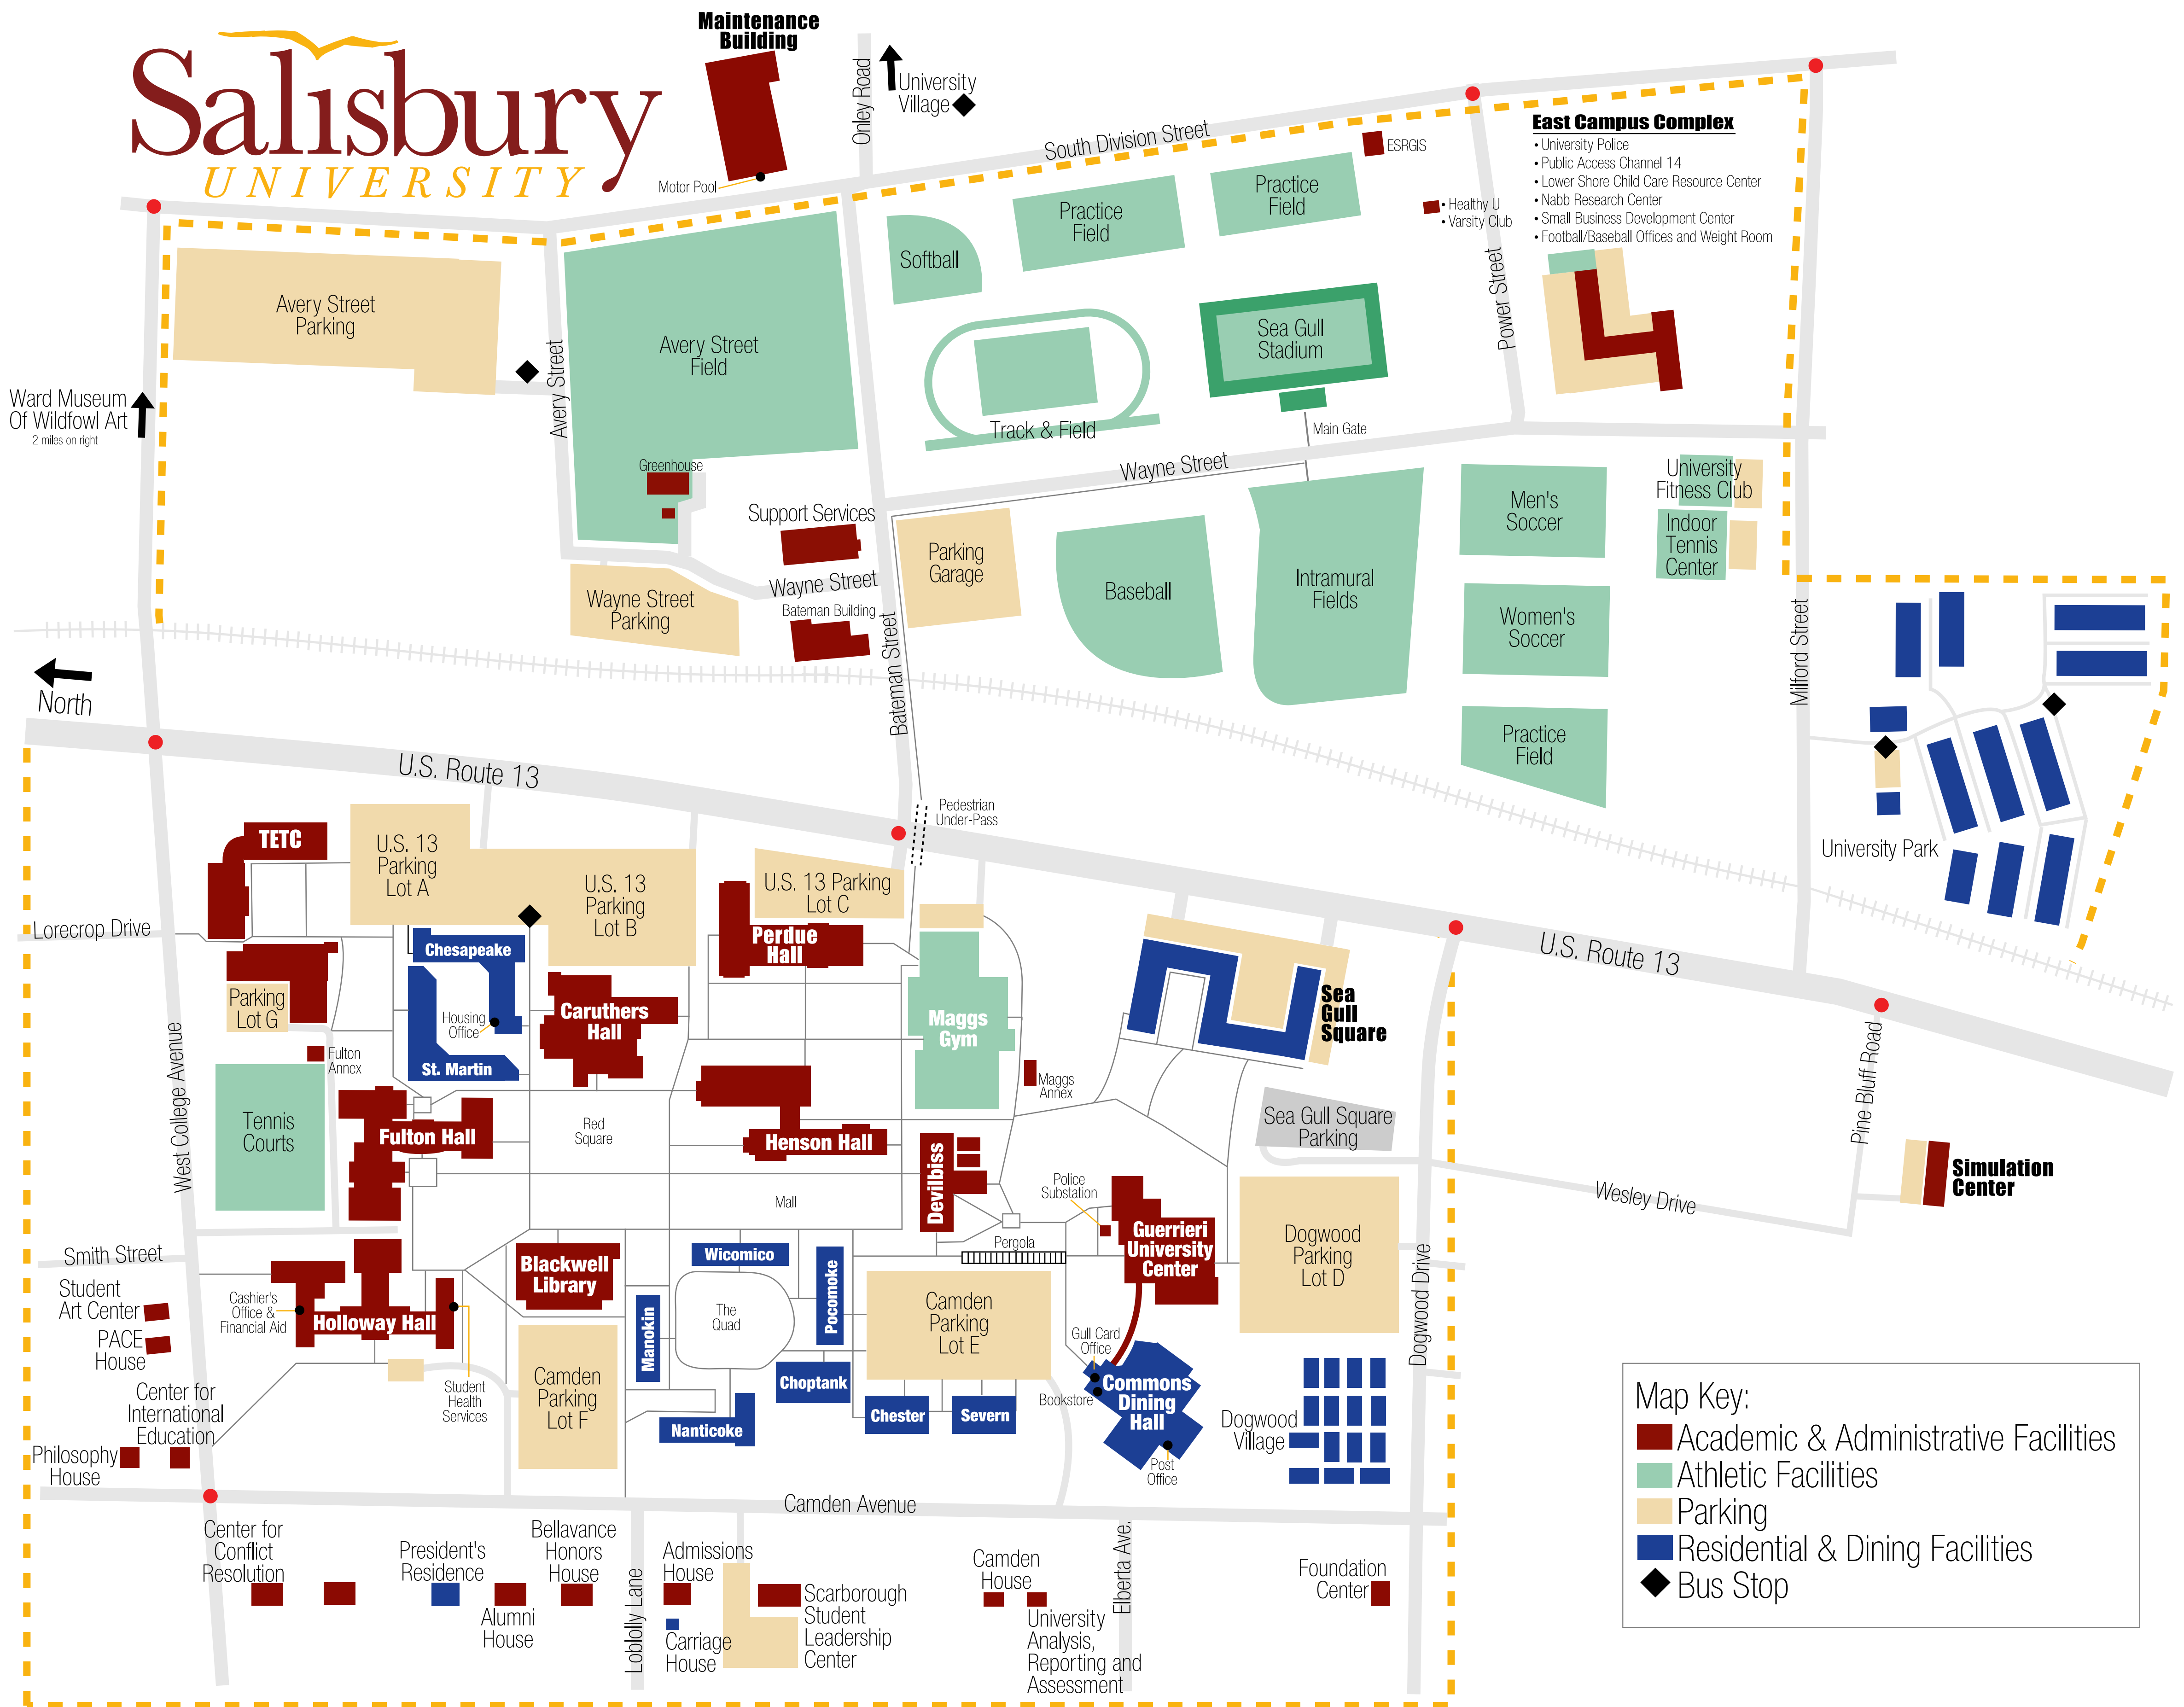 Salisbury
UNIVERSITY
Maintenance
Building
Motor Pool
Onley Road
University
Village
South Division Street
ESRGIS
• Healthy U
• Varsity Club
East Campus Complex
• University Police
• Public Access Channel 14
• Lower Shore Child Care Resource Center
• Nabb Research Center
• Small Business Development Center
• Football/Baseball Offices and Weight Room
Power Street
Practice
Field
Practice
Field
Softball
Avery Street
Parking
Avery Street
Avery Street
Field
Sea Gull
Stadium
Track & Field
Main Gate
Ward Museum
Of Wildfowl Art
2 miles on right
Greenhouse
Wayne Street
Support Services
Parking
Garage
Wayne Street
Wayne Street
Parking
Bateman Building
Bateman Street
Baseball
Intramural
Fields
Men's
Soccer
Women's
Soccer
Practice
Field
University
Fitness Club
Indoor
Tennis
Center
Milford Street
University Park
North
U.S. Route 13
Pedestrian
Under-Pass
TETC
U.S. 13
Parking
Lot A
U.S. 13
Parking
Lot B
U.S. 13 Parking
Lot C
Lorecrop Drive
Chesapeake
Perdue
Hall
U.S. Route 13
Parking
Lot G
Housing
Office
Caruthers
Hall
Maggs
Gym
Sea
Gull
Square
Fulton
Annex
St. Martin
Maggs
Annex
West College Avenue
Tennis
Courts
Fulton Hall
Red
Square
Henson Hall
Sea Gull Square
Parking
Pine Bluff Road
Simulation
Center
Devilbiss
Mall
Police
Substation
Wesley Drive
Smith Street
Blackwell
Library
Wicomico
Pocomoke
Pergola
Guerrieri
University
Center
Dogwood
Parking
Lot D
Dogwood Drive
Student
Art Center
PACE
House
Cashier's
Office &
Financial Aid
Holloway Hall
Manokin
The
Quad
Camden
Parking
Lot E
Gull Card
Office
Bookstore
Commons
Dining
Hall
Center for
International
Education
Student
Health
Services
Camden
Parking
Lot F
Choptank
Nanticoke
Chester
Severn
Dogwood
Village
Post
Office
Philosophy
House
Camden Avenue
Center for
Conflict
Resolution
President's
Residence
Alumni
House
Bellavance
Honors
House
Loblolly Lane
Admissions
House
Carriage
House
Scarborough
Student
Leadership
Center
Camden
House
University
Analysis,
Reporting and
Assessment
Elberta Ave.
Foundation
Center
Map Key:
Academic & Administrative Facilities
Athletic Facilities
Parking
Residential & Dining Facilities
Bus Stop